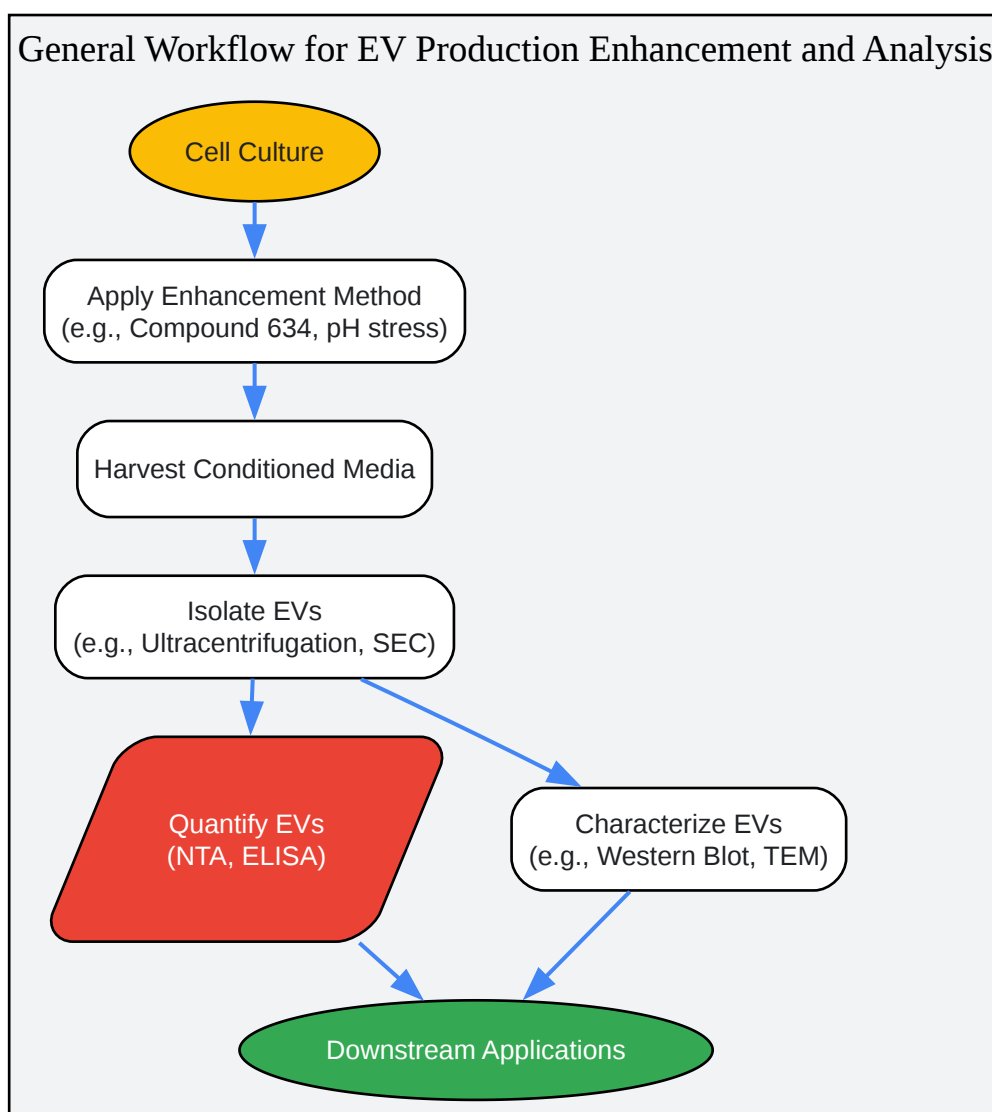 General Workflow for EV Production Enhancement and Analysis
Cell Culture
Apply Enhancement Method
(e.g., Compound 634, pH stress)
Harvest Conditioned Media
Isolate EVs
(e.g., Ultracentrifugation, SEC)
Quantify EVs
(NTA, ELISA)
Characterize EVs
(e.g., Western Blot, TEM)
Downstream Applications